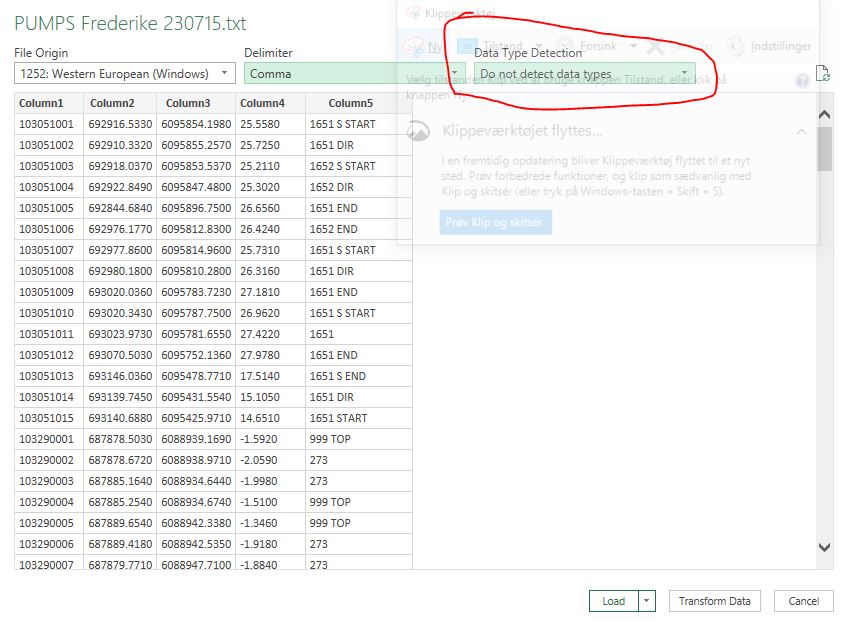 PUMPS Frederike 230715.txt
Klippeværktøj
File Origin
Delimiter
Data Type Detection
Ny
Tilstand
Forsink
Indstillinger
1252: Western European (Windows)
Comma
Do not detect data types
Vælg tilstanden Klip ved at bruge knappen Tilstand, eller klik på
knappen Ny
Klippeværktøjet flyttes...
I en fremtidig opdatering bliver Klippeværktøj flyttet til et nyt
sted. Prøv forbedrede funktioner, og klip som sædvanlig med
Klip og skitsér (eller tryk på Windows-tasten + Skift + S).
Prøv Klip og skitsér
Column1 Column2 Column3 Column4 Column5
103051001 692916.5330 6095854.1980 25.5580 1651 S START
103051002 692910.3320 6095855.2570 25.7250 1651 DIR
103051003 692918.0370 6095853.5370 25.2110 1652 S START
103051004 692922.8490 6095847.4800 25.3020 1652 DIR
103051005 692844.6840 6095896.7500 26.6560 1651 END
103051006 692976.1770 6095812.8300 26.4240 1652 END
103051007 692977.8600 6095814.9600 25.7310 1651 S START
103051008 692980.1800 6095810.2800 26.3160 1651 DIR
103051009 693020.0360 6095783.7230 27.1810 1651 END
103051010 693020.3430 6095787.7500 26.9620 1651 S START
103051011 693023.9730 6095781.6550 27.4220 1651
103051012 693070.5030 6095752.1360 27.9780 1651 END
103051013 693146.0360 6095478.7710 17.5140 1651 S END
103051014 693139.7450 6095431.5540 15.1050 1651 DIR
103051015 693140.6880 6095425.9710 14.6510 1651 START
103290001 687878.5030 6088939.1690 -1.5920 999 TOP
103290002 687878.6720 6088938.9710 -2.0590 273
103290003 687885.1640 6088934.6440 -1.9980 273
103290004 687885.2540 6088934.6740 -1.5100 999 TOP
103290005 687889.6540 6088942.3380 -1.3460 999 TOP
103290006 687889.4180 6088942.5350 -1.9180 273
103290007 687879.7710 6088947.7100 -1.8840 273
Load
Transform Data
Cancel